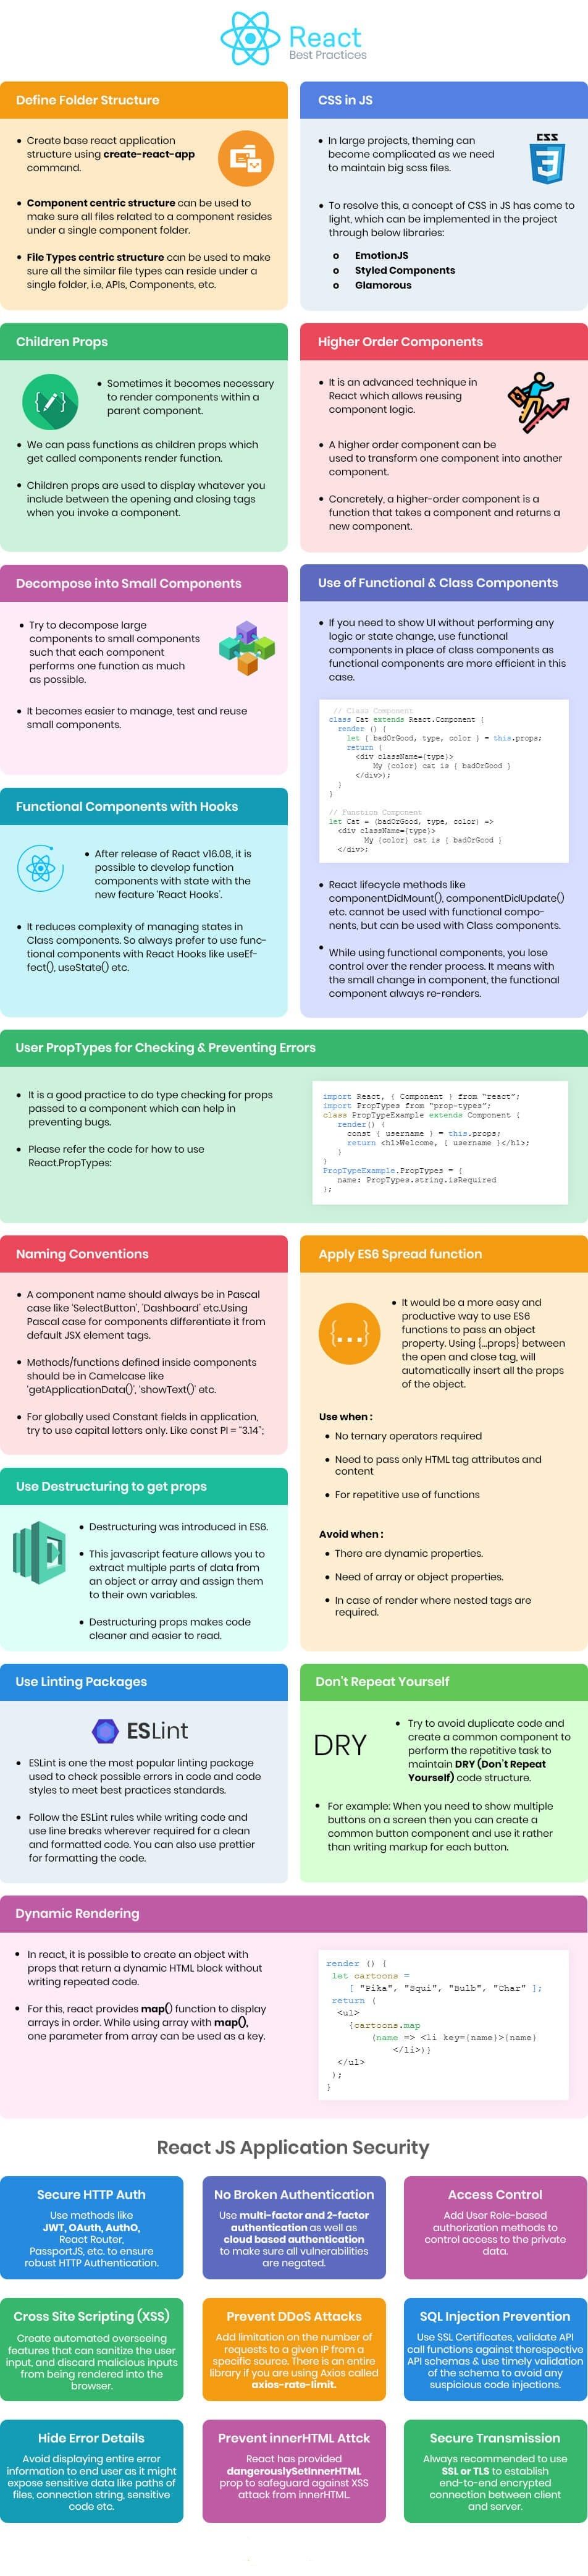 React
Best Practices
Define Folder Structure
• Create base react application
structure using create-react-app
command.
• Component centric structure can be used to
make sure all files related to a component resides
under a single component folder.
• File Types centric structure can be used to make
sure all the similar file types can reside under a
single folder, i.e, APIs, Components, etc.
CSS in JS
• In large projects, theming can
become complicated as we need
to maintain big scss files.
CSS
3
• To resolve this, a concept of CSS in JS has come to
light, which can be implemented in the project
through below libraries:
o EmotionJS
o Styled Components
o Glamorous
Children Props
{/}
• Sometimes it becomes necessary
to render components within a
parent component.
• We can pass functions as children props which
get called components render function.
• Children props are used to display whatever you
include between the opening and closing tags
when you invoke a component.
Higher Order Components
• It is an advanced technique in
React which allows reusing
component logic.
• A higher order component can be
used to transform one component into another
component.
• Concretely, a higher-order component is a
function that takes a component and returns a
new component.
Decompose into Small Components
• Try to decompose large
components to small components
such that each component
performs one function as much
as possible.
• It becomes easier to manage, test and reuse
small components.
Use of Functional & Class Components
• If you need to show UI without performing any
logic or state change, use functional
components in place of class components as
functional components are more efficient in this
case.
// Class Component
class Cat extends React.Component {
render () {
let { badOrGood, type, color } = this.props;
return (
<div className={type}>
My {color} cat is { badOrGood }
</div>);
}
}
// Function Component
let Cat = (badOrGood, type, color) =>
<div className={type}>
My {color} cat is { badOrGood }
</div>;
• React lifecycle methods like
componentDidMount(), componentDidUpdate()
etc. cannot be used with functional compo-
nents, but can be used with Class components.
• While using functional components, you lose
control over the render process. It means with
the small change in component, the functional
component always re-renders.
Functional Components with Hooks
• After release of React v16.08, it is
possible to develop function
components with state with the
new feature 'React Hooks'.
• It reduces complexity of managing states in
Class components. So always prefer to use func-
tional components with React Hooks like useEf-
fect(), useState() etc.
User PropTypes for Checking & Preventing Errors
• It is a good practice to do type checking for props
passed to a component which can help in
preventing bugs.
• Please refer the code for how to use
React.PropTypes:
import React, { Component } from "react";
import PropTypes from "prop-types";
class PropTypeExample extends Component {
render() {
const { username } = this.props;
return <h1>Welcome, { username }</h1>;
}
}
PropTypeExample.PropTypes = {
name: PropTypes.string.isRequired
};
Naming Conventions
• A component name should always be in Pascal
case like 'SelectButton', 'Dashboard' etc.Using
Pascal case for components differentiate it from
default JSX element tags.
• Methods/functions defined inside components
should be in Camelcase like
'getApplicationData()', 'showText()' etc.
• For globally used Constant fields in application,
try to use capital letters only. Like const PI = "3.14";
Apply ES6 Spread function
{...}
• It would be a more easy and
productive way to use ES6
functions to pass an object
property. Using {...props} between
the open and close tag, will
automatically insert all the props
of the object.
Use when :
• No ternary operators required
• Need to pass only HTML tag attributes and
content
• For repetitive use of functions
Avoid when :
• There are dynamic properties.
• Need of array or object properties.
• In case of render where nested tags are
required.
Use Destructuring to get props
• Destructuring was introduced in ES6.
• This javascript feature allows you to
extract multiple parts of data from
an object or array and assign them
to their own variables.
• Destructuring props makes code
cleaner and easier to read.
Use Linting Packages
ESLint
• ESLint is one the most popular linting package
used to check possible errors in code and code
styles to meet best practices standards.
• Follow the ESLint rules while writing code and
use line breaks wherever required for a clean
and formatted code. You can also use prettier
for formatting the code.
Don't Repeat Yourself
DRY
• Try to avoid duplicate code and
create a common component to
perform the repetitive task to
maintain DRY (Don't Repeat
Yourself) code structure.
• For example: When you need to show multiple
buttons on a screen then you can create a
common button component and use it rather
than writing markup for each button.
Dynamic Rendering
• In react, it is possible to create an object with
props that return a dynamic HTML block without
writing repeated code.
• For this, react provides map() function to display
arrays in order. While using array with map(),
one parameter from array can be used as a key.
render () {
let cartoons =
[ "Pika", "Squi", "Bulb", "Char" ];
return (
<ul>
{cartoons.map
(name => <li key={name}>{name}
</li>)}
</ul>
);
}
React JS Application Security
Secure HTTP Auth
Use methods like
JWT, OAuth, AuthO,
React Router,
PassportJS, etc. to ensure
robust HTTP Authentication.
No Broken Authentication
Use multi-factor and 2-factor
authentication as well as
cloud based authentication
to make sure all vulnerabilities
are negated.
Access Control
Add User Role-based
authorization methods to
control access to the private
data.
Cross Site Scripting (XSS)
Create automated overseeing
features that can sanitize the user
input, and discard malicious inputs
from being rendered into the
browser.
Prevent DDoS Attacks
Add limitation on the number of
requests to a given IP from a
specific source. There is an entire
library if you are using Axios called
axios-rate-limit.
SQL Injection Prevention
Use SSL Certificates, validate API
call functions against therespective
API schemas & use timely validation
of the schema to avoid any
suspicious code injections.
Hide Error Details
Avoid displaying entire error
information to end user as it might
expose sensitive data like paths of
files, connection string, sensitive
code etc.
Prevent innerHTML Attck
React has provided
dangerouslySetInnerHTML
prop to safeguard against XSS
attack from innerHTML.
Secure Transmission
Always recommended to use
SSL or TLS to establish
end-to-end encrypted
connection between client
and server.